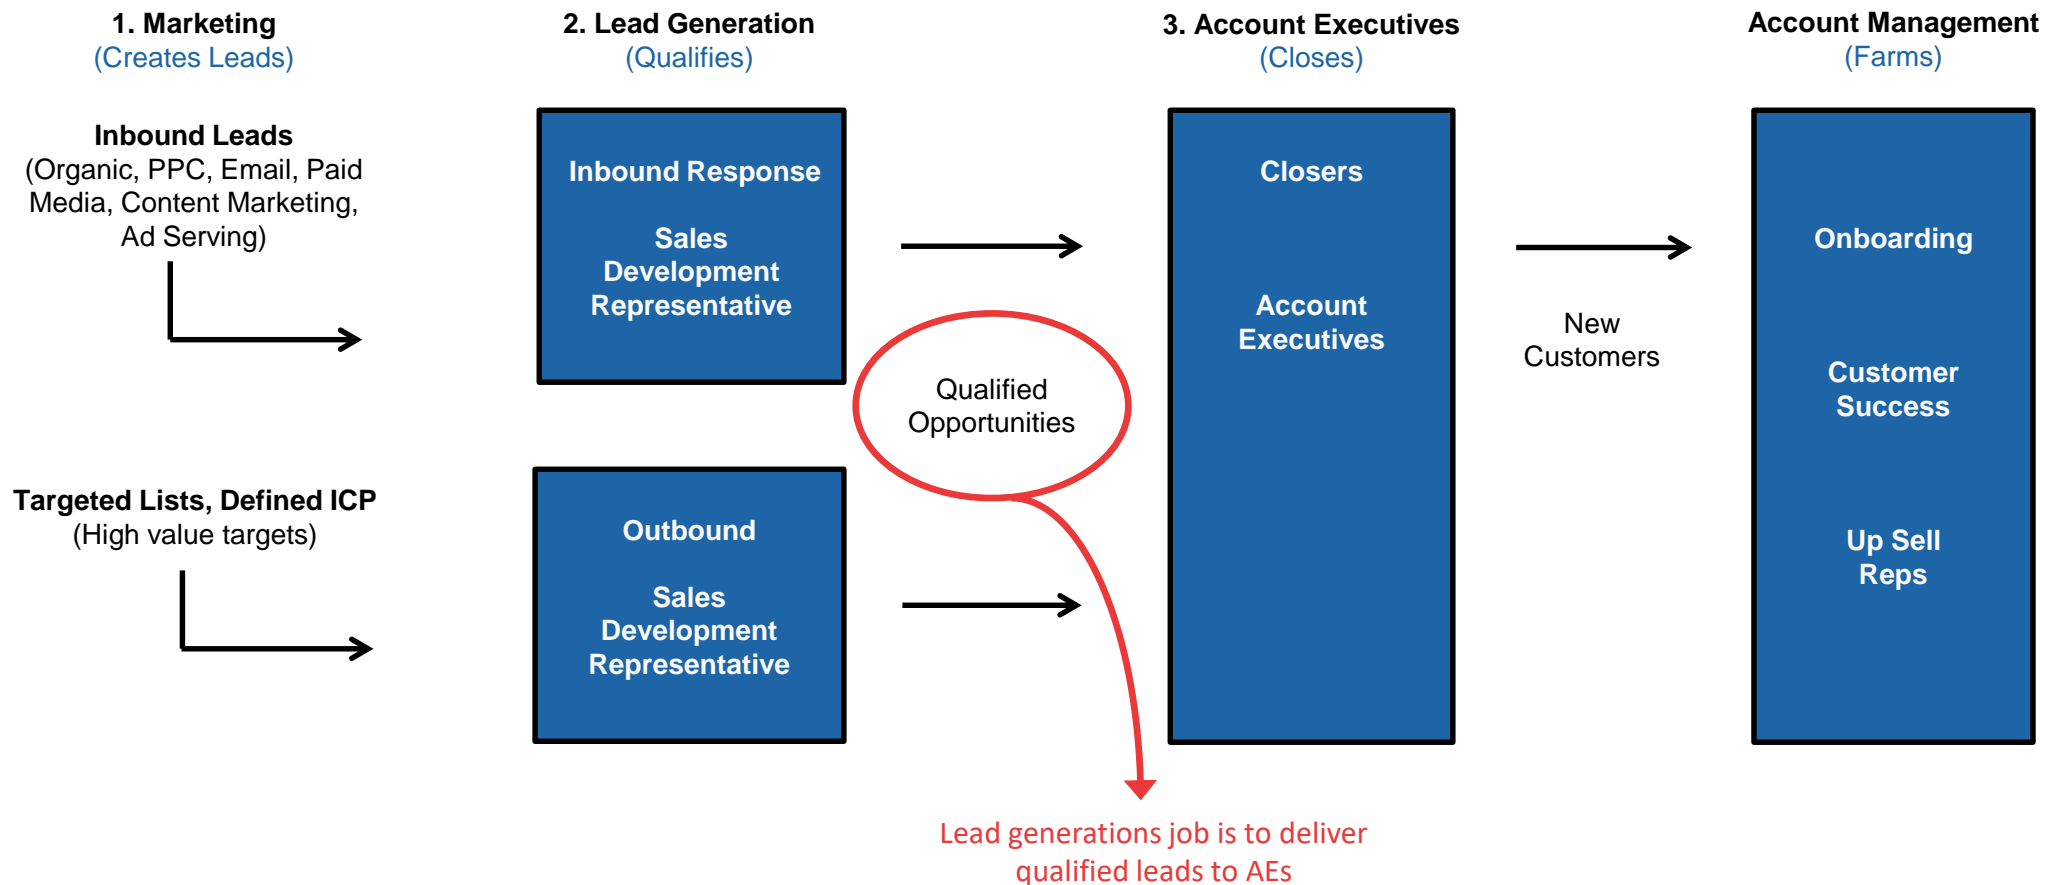 1. Marketing
(Creates Leads)
Inbound Leads
(Organic, PPC, Email, Paid
Media, Content Marketing,
Ad Serving)
Targeted Lists, Defined ICP
(High value targets)
2. Lead Generation
(Qualifies)
Inbound Response
Sales
Development
Representative
Outbound
Sales
Development
Representative
Qualified
Opportunities
3. Account Executives
(Closes)
Closers
Account
Executives
New
Customers
Account Management
(Farms)
Onboarding
Customer
Success
Up Sell
Reps
Lead generations job is to deliver
qualified leads to AEs